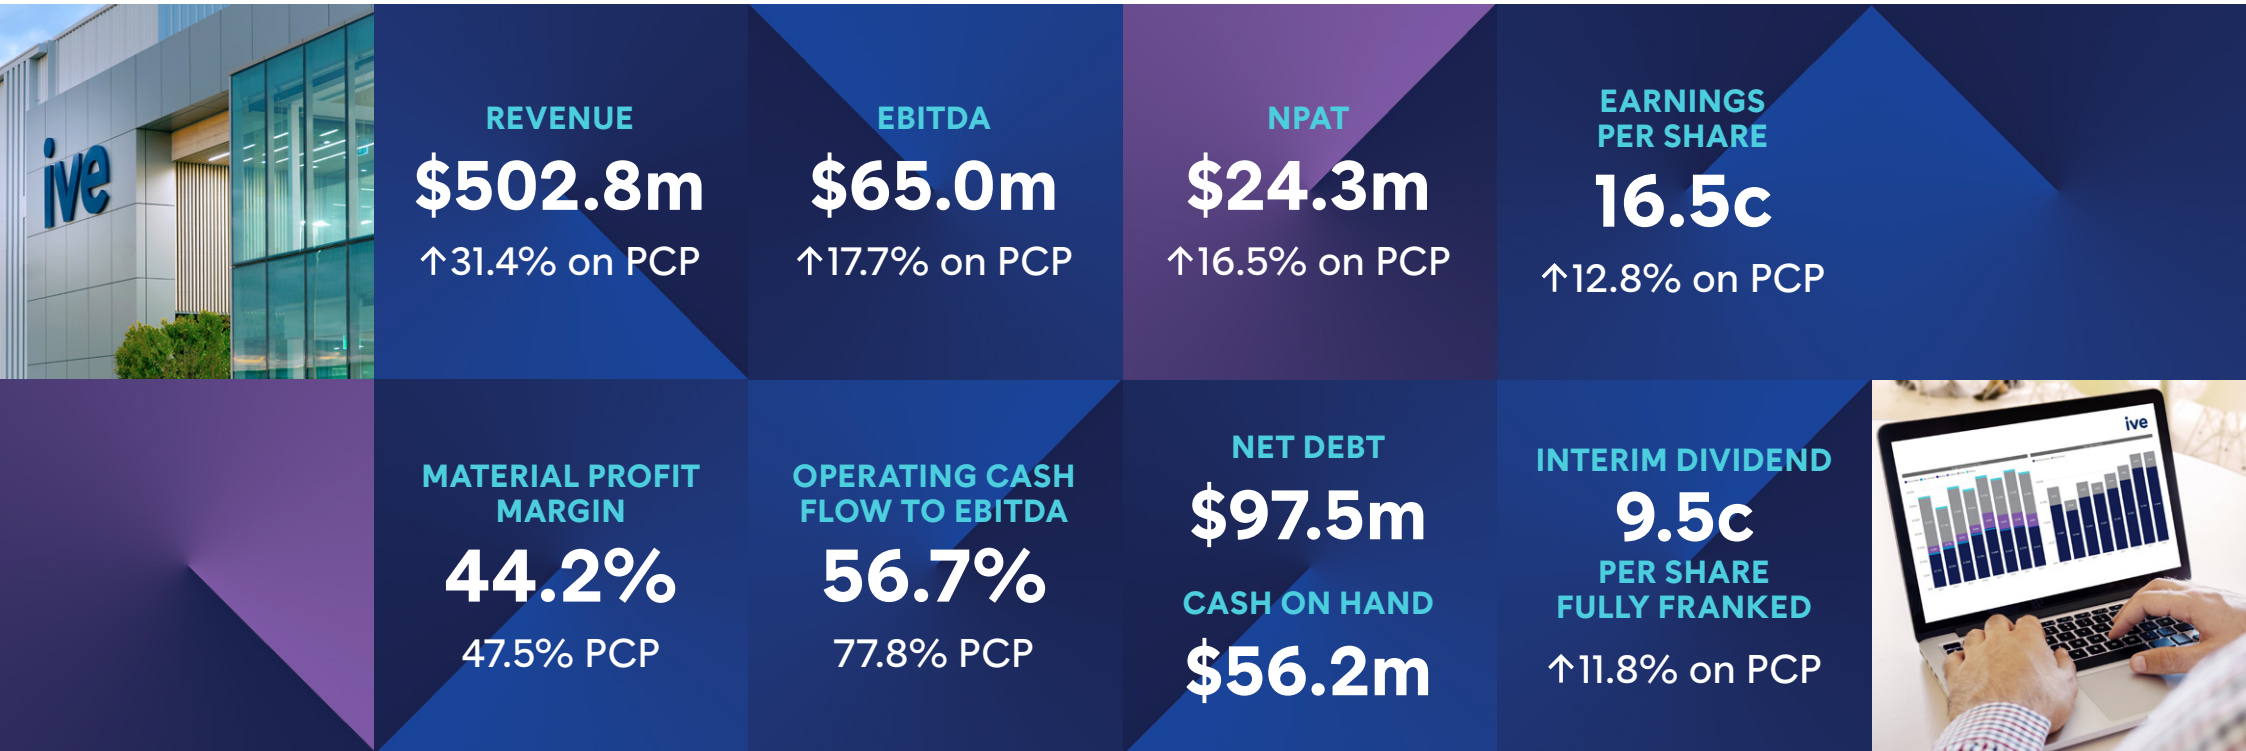 ive
REVENUE
$502.8m
↑31.4% on PCP
EBITDA
$65.0m
↑17.7% on PCP
NPAT
$24.3m
↑16.5% on PCP
EARNINGS
PER SHARE
16.5c
↑12.8% on PCP
MATERIAL PROFIT
MARGIN
44.2%
47.5% PCP
OPERATING CASH
FLOW TO EBITDA
56.7%
77.8% PCP
NET DEBT
$97.5m
CASH ON HAND
$56.2m
INTERIM DIVIDEND
9.5c
PER SHARE
FULLY FRANKED
↑11.8% on PCP
ive